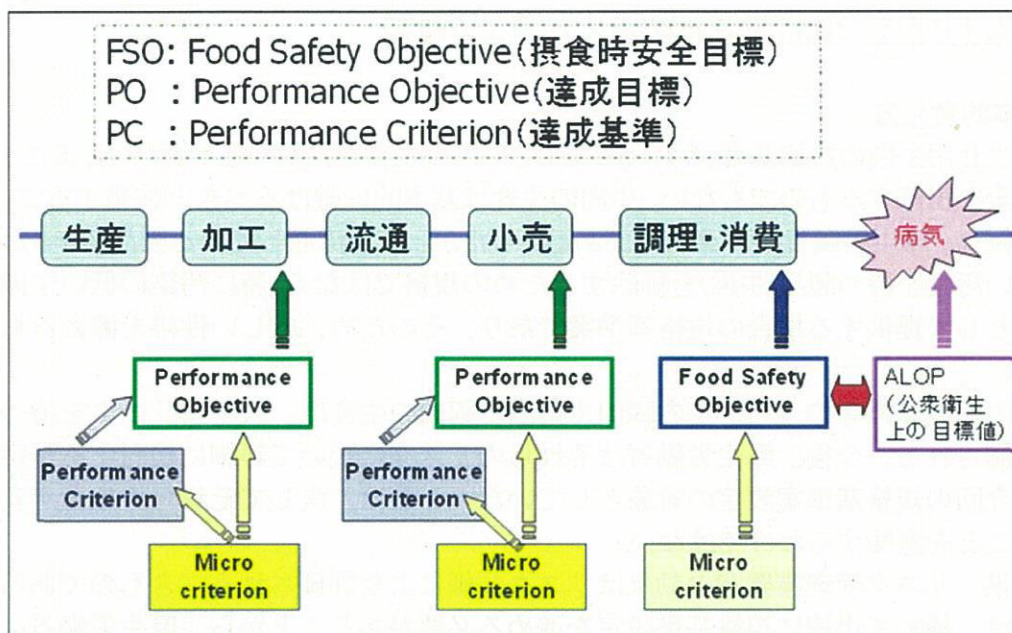 FSO: Food Safety Objective(摂食時安全目標)
PO : Performance Objective(達成目標)
PC : Performance Criterion(達成基準)
生産
加工
流通
小売
調理・消費
病気
Performance
Objective
Performance
Objective
Food Safety
Objective
ALOP
(公衆衛生
上の目標値)
Performance
Criterion
Performance
Criterion
Micro
criterion
Micro
criterion
Micro
criterion